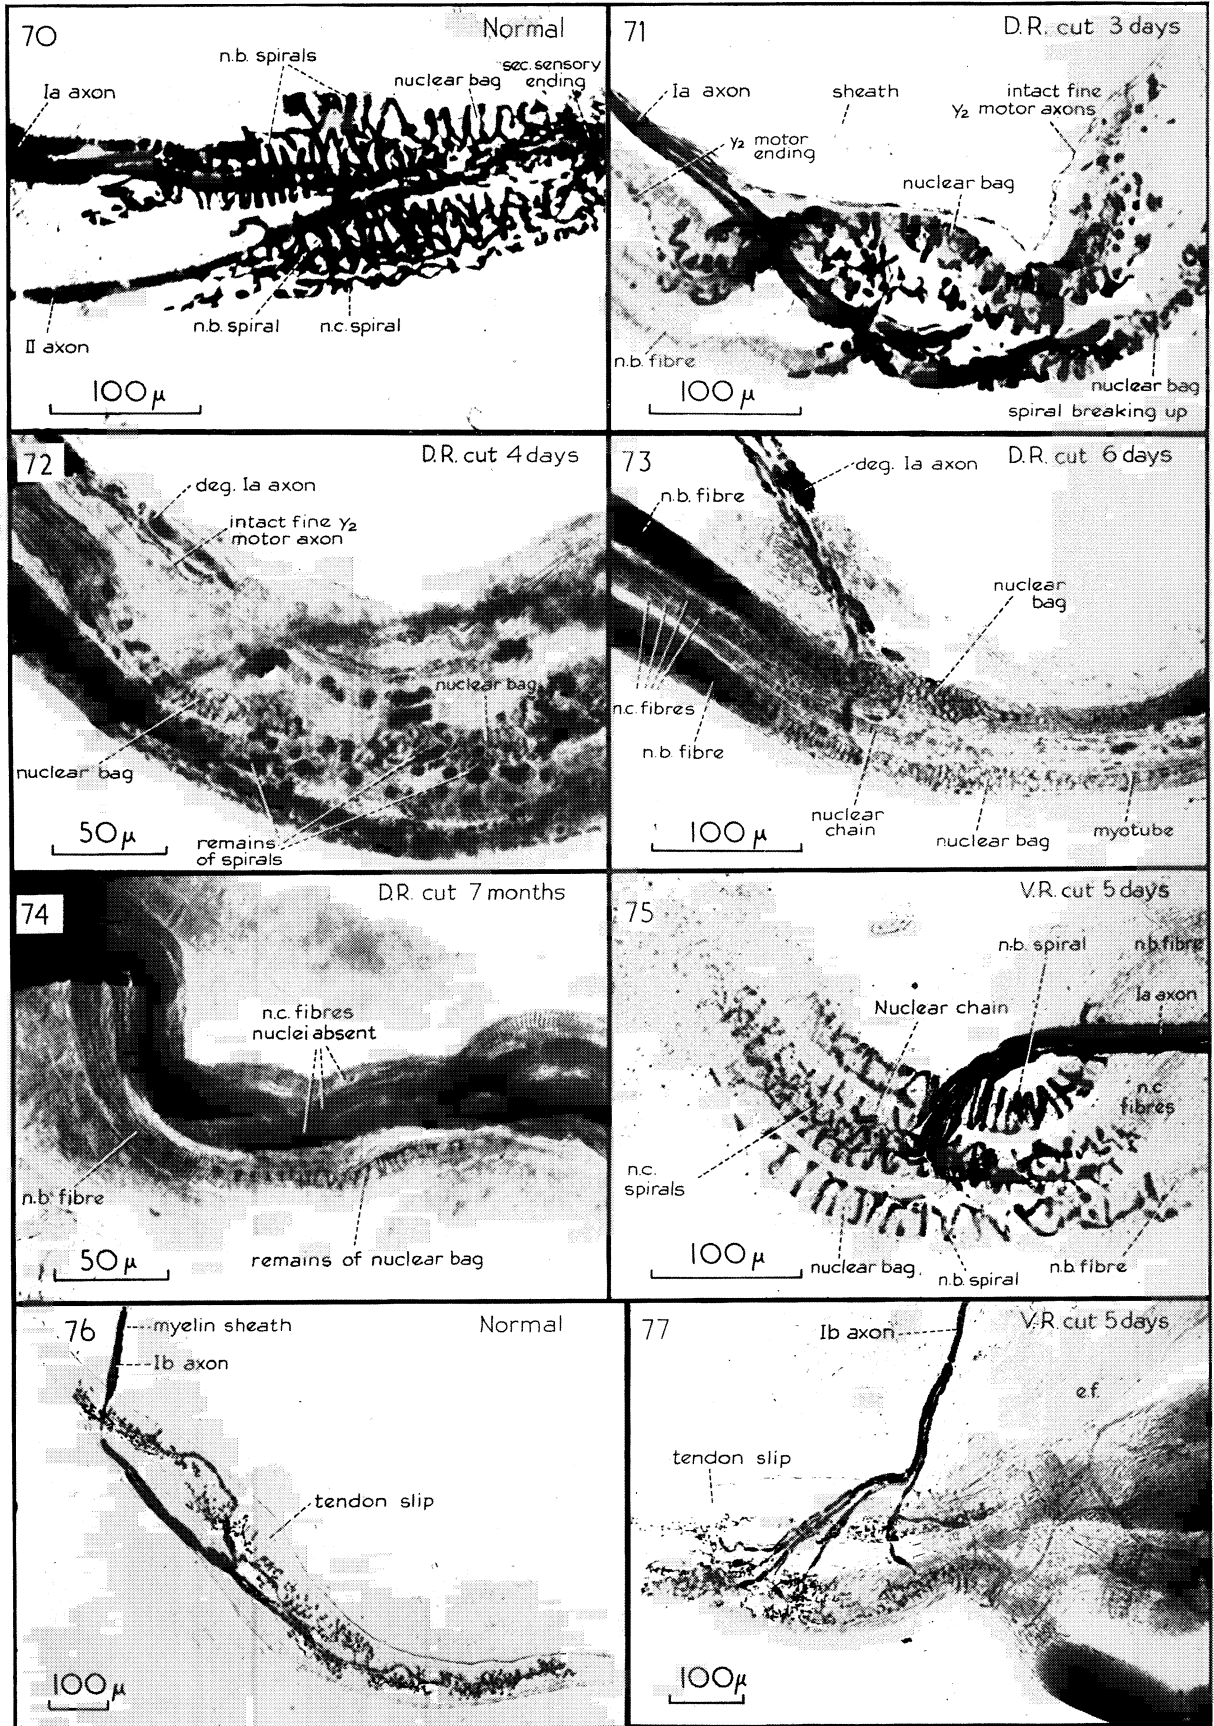 70
Normal
n.b. spirals
nuclear bag
sec. sensory
ending
Ia axon
n.b. spiral
n.c. spiral
II axon
100 μ
71
D.R. cut 3 days
Ia axon
sheath
intact fine
γ₂ motor axons
γ₂ motor
ending
nuclear bag
n.b. fibre
100 μ
nuclear bag
spiral breaking up
72
D.R. cut 4 days
deg. Ia axon
intact fine γ₂
motor axon
nuclear bag
nuclear bag
remains
of spirals
50 μ
73
D.R. cut 6 days
deg. Ia axon
n.b. fibre
nuclear
bag
n.c. fibres
n.b. fibre
nuclear
chain
nuclear bag
myotube
100 μ
74
D.R. cut 7 months
n.c. fibres
nuclei absent
n.b. fibre
remains of nuclear bag
50 μ
75
V.R. cut 5 days
n.b. spiral
n.b. fibre
Nuclear chain
Ia axon
n.c.
fibres
n.c.
spirals
100 μ
nuclear bag
n.b. spiral
n.b. fibre
76
Normal
myelin sheath
Ib axon
tendon slip
100 μ
77
V.R. cut 5 days
Ib axon
e.f.
tendon slip
100 μ